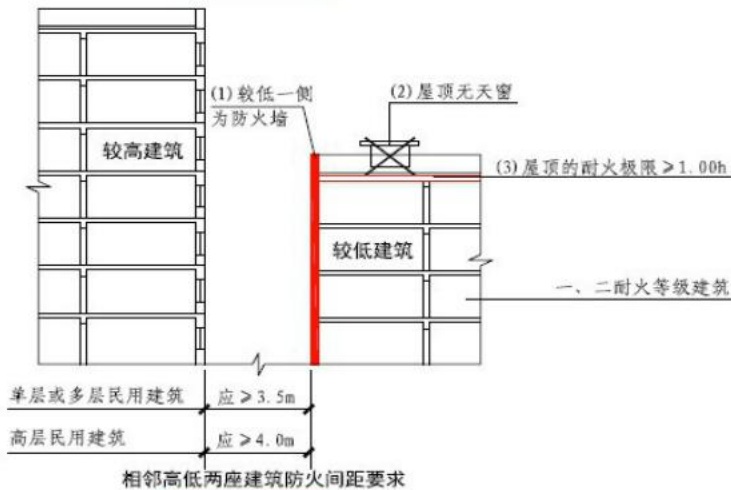 (1)较低一侧
为防火墙
(2)屋顶无天窗
较高建筑
(3)屋顶的耐火极限≥1.00h
较低建筑
一、二耐火等级建筑
单层或多层民用建筑 应≥3.5m
高层民用建筑 应≥4.0m
相邻高低两座建筑防火间距要求